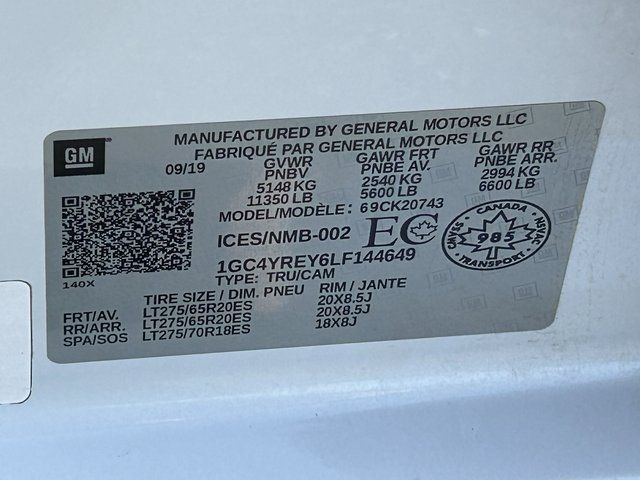 GM
MANUFACTURED BY GENERAL MOTORS LLC
FABRIQUÉ PAR GENERAL MOTORS LLC
09/19 GVWR GAWR FRT GAWR RR
PNBV PNBE AV. PNBE ARR.
5148 KG 2540 KG 2994 KG
11350 LB 5600 LB 6600 LB
MODEL/MODÈLE: 69CK20743
ICES/NMB-002 EC
CANADA
985
TRANSPORT
1GC4YREY6LF144649
140X
TYPE: TRU/CAM
TIRE SIZE / DIM. PNEU RIM / JANTE
FRT/AV. LT275/65R20ES 20X8.5J
RR/ARR. LT275/65R20ES 20X8.5J
SPA/SOS LT275/70R18ES 18X8J